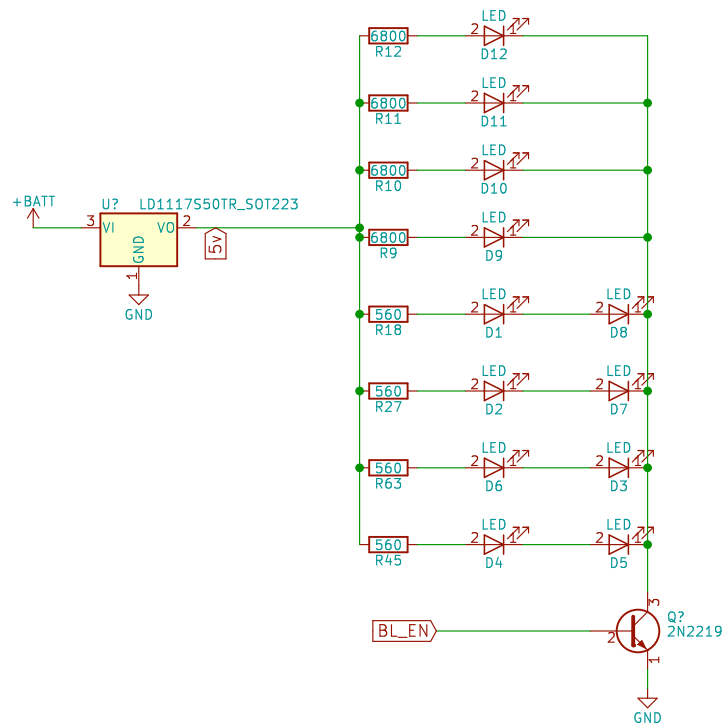 LED
2 1
6800
R12
D12
LED
2 1
6800
R11
D11
LED
2 1
6800
R10
D10
+BATT
U? LD1117S50TR_SOT223
3 VI VO 2
GND
1
GND
5v
LED
2 1
6800
R9
D9
LED LED
560 2 1 2 1
R18 D1 D8
LED LED
560 2 1 2 1
R27 D2 D7
LED LED
560 2 1 2 1
R63 D6 D3
LED LED
560 2 1 2 1
R45 D4 D5
3
Q?
BL_EN 2 2N2219
1
GND